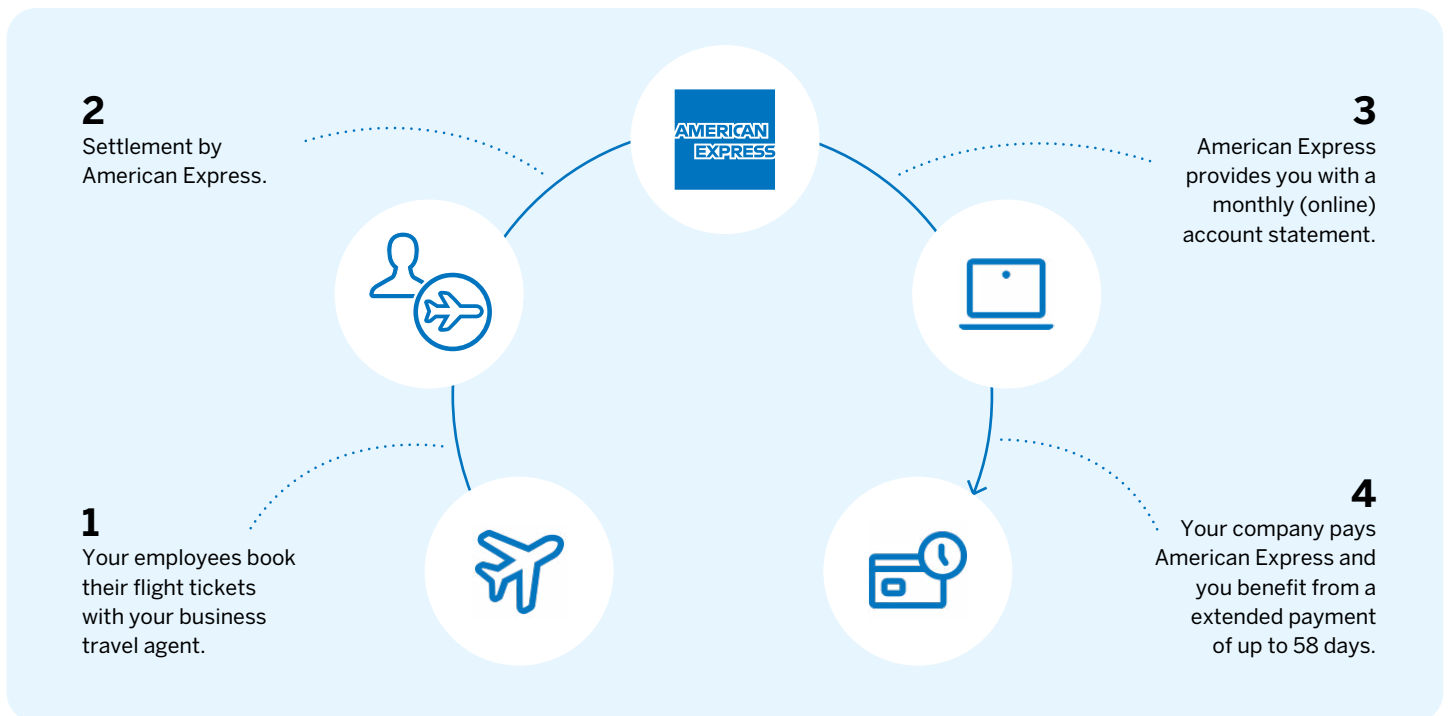 AMERICAN
EXPRESS
2
Settlement by
American Express.
3
American Express
provides you with a
monthly (online)
account statement.
1
Your employees book
their flight tickets
with your business
travel agent.
4
Your company pays
American Express and
you benefit from a
extended payment
of up to 58 days.